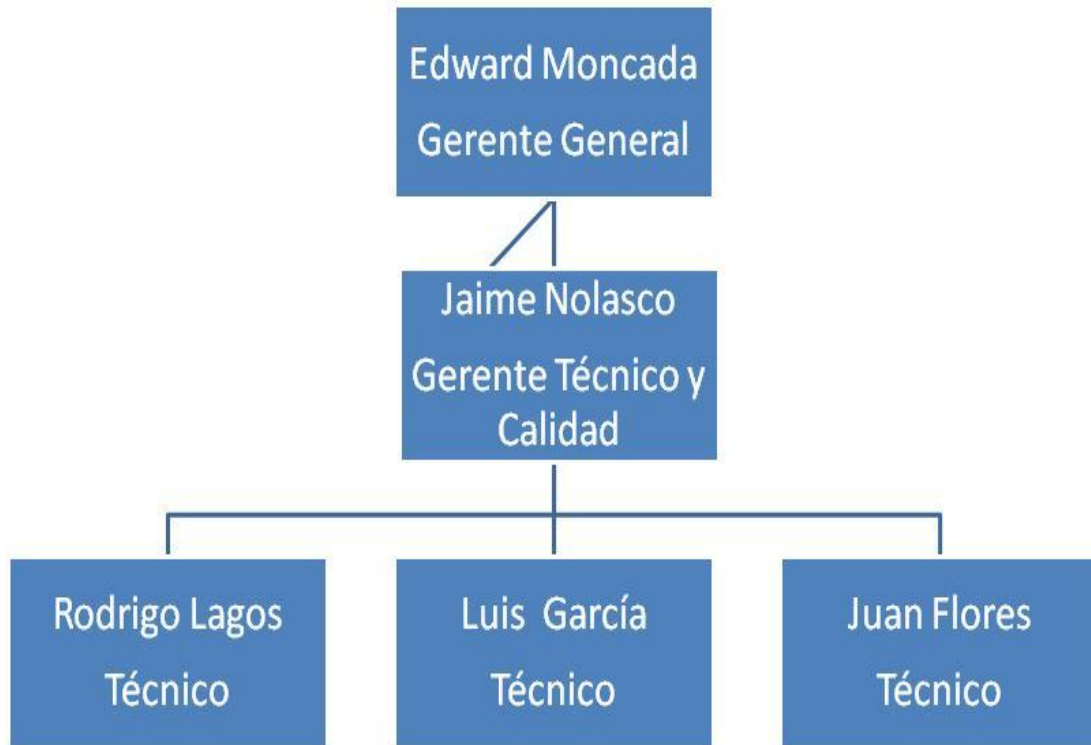 Edward Moncada
Gerente General
Jaime Nolasco
Gerente Técnico y
Calidad
Rodrigo Lagos
Técnico
Luis García
Técnico
Juan Flores
Técnico